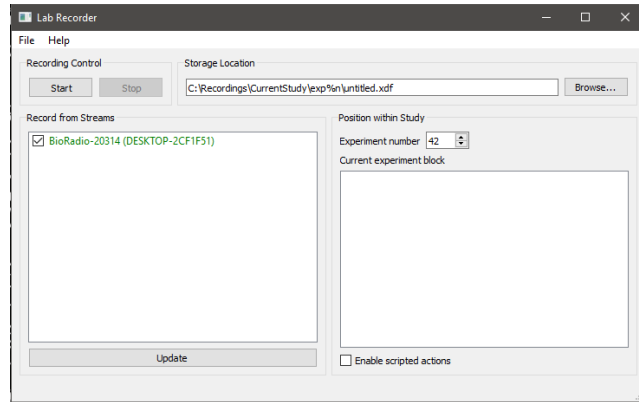 Lab Recorder
File Help
Recording Control
Start Stop
Storage Location
C:\Recordings\CurrentStudy\exp%n\untitled.xdf Browse...
Record from Streams
BioRadio-20314 (DESKTOP-2CF1F51)
Update
Position within Study
Experiment number 42
Current experiment block
Enable scripted actions